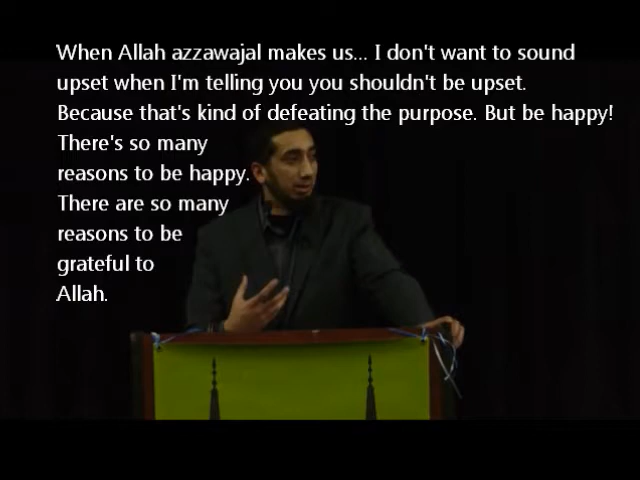 When Allah azzawajal makes us... I don't want to sound
upset when I'm telling you you shouldn't be upset.
Because that's kind of defeating the purpose. But be happy!
There's so many
reasons to be happy.
There are so many
reasons to be
grateful to
Allah.